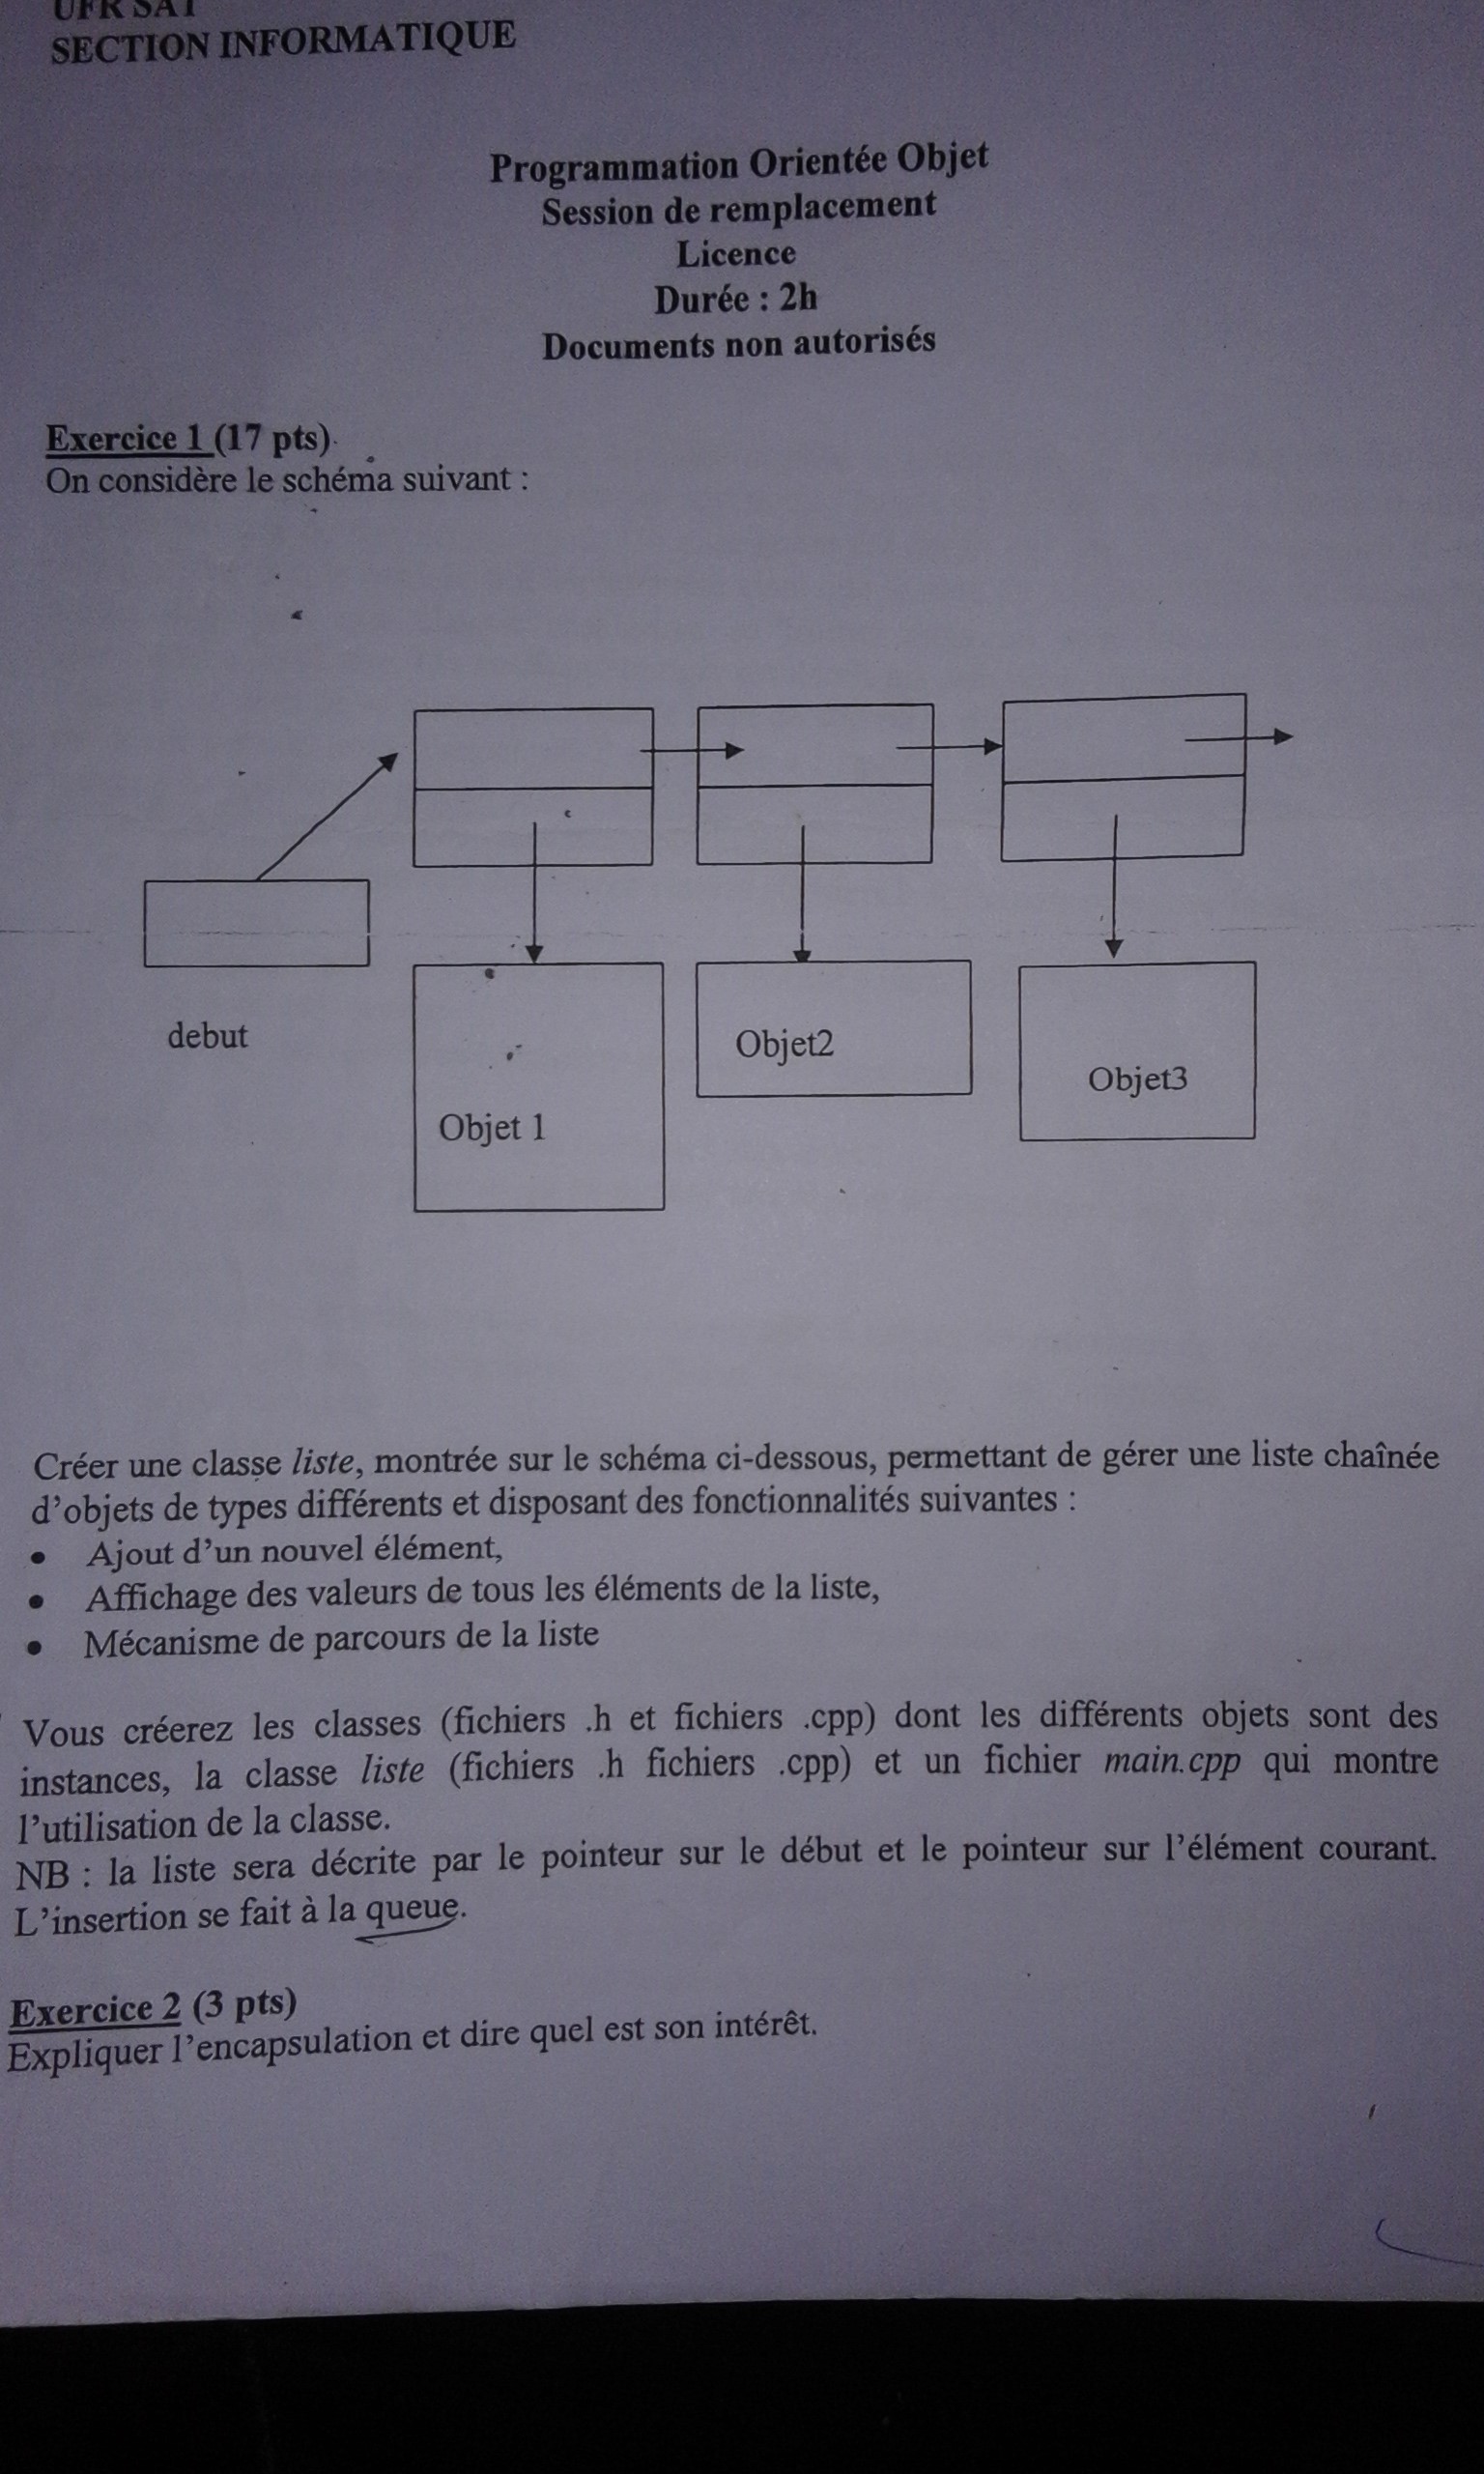 UFR SAT
SECTION INFORMATIQUE
Programmation Orientée Objet
Session de remplacement
Licence
Durée : 2h
Documents non autorisés
Exercice 1 (17 pts)
On considère le schéma suivant :
debut
Objet 1
Objet2
Objet3
Créer une classe liste, montrée sur le schéma ci-dessous, permettant de gérer une liste chaînée
d'objets de types différents et disposant des fonctionnalités suivantes :
• Ajout d'un nouvel élément,
• Affichage des valeurs de tous les éléments de la liste,
• Mécanisme de parcours de la liste
Vous créerez les classes (fichiers .h et fichiers .cpp) dont les différents objets sont des
instances, la classe liste (fichiers .h fichiers .cpp) et un fichier main.cpp qui montre
l'utilisation de la classe.
NB : la liste sera décrite par le pointeur sur le début et le pointeur sur l'élément courant.
L'insertion se fait à la queue.
Exercice 2 (3 pts)
Expliquer l'encapsulation et dire quel est son intérêt.